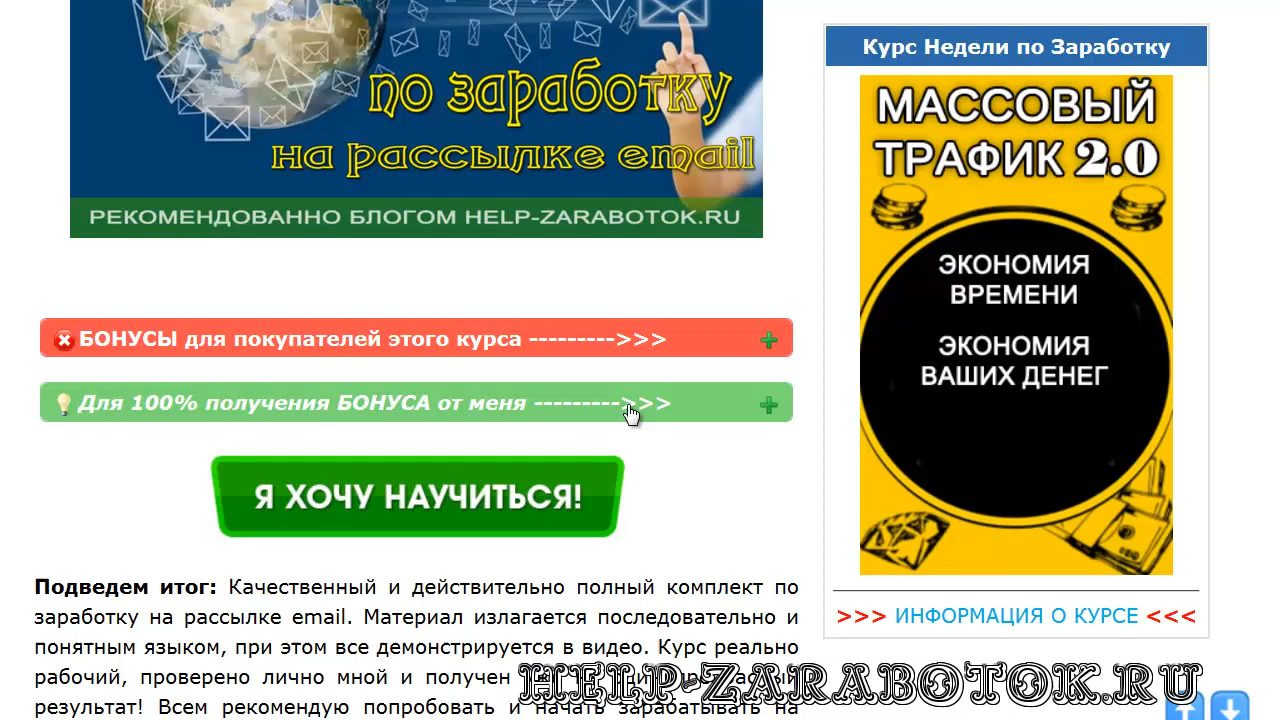 по заработку
на рассылке email
РЕКОМЕНДОВАННО БЛОГОМ HELP-ZARABOTOK.RU
БОНУСЫ для покупателей этого курса --------->>>
Для 100% получения БОНУСА от меня --------->>>
Я ХОЧУ НАУЧИТЬСЯ!
Подведем итог: Качественный и действительно полный комплект по
заработку на рассылке email. Материал излагается последовательно и
понятным языком, при этом все демонстрируется в видео. Курс реально
рабочий, проверено лично мной и получен
результат! Всем рекомендую попробовать и начать зарабатывать на
Курс Недели по Заработку
МАССОВЫЙ
ТРАФИК 2.0
ЭКОНОМИЯ
ВРЕМЕНИ
ЭКОНОМИЯ
ВАШИХ ДЕНЕГ
>>> ИНФОРМАЦИЯ О КУРСЕ <<<
HELP-ZARABOTOK.RU